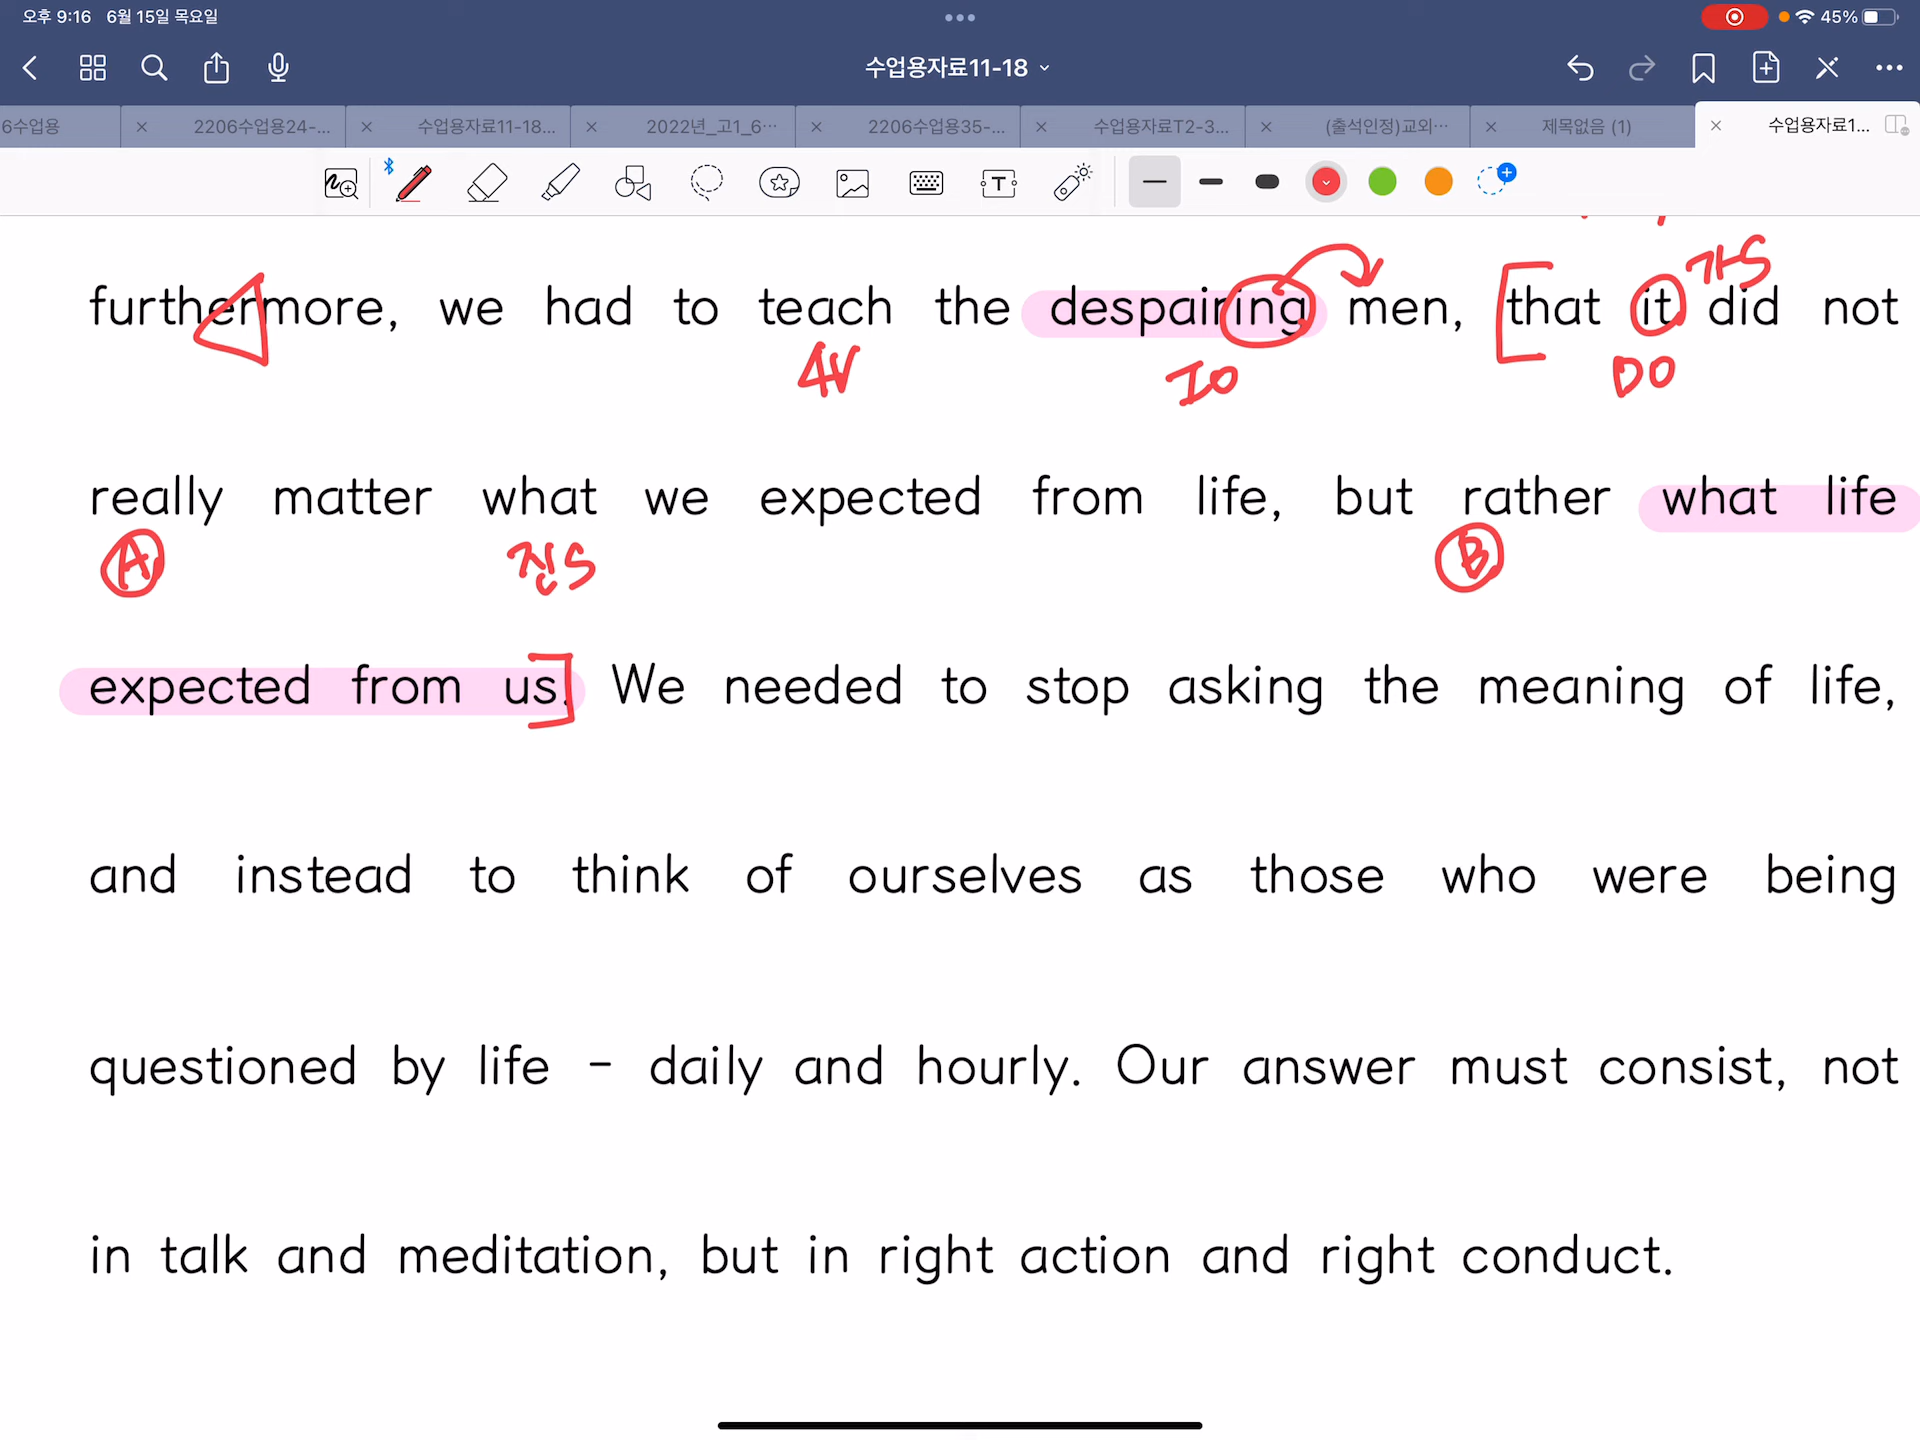 오후 9:16 6월 15일 목요일
45%
수업용자료11-18
6수업용
2206수업용24-...
수업용자료11-18...
2022년_고1_6...
2206수업용35-...
수업용자료T2-3...
(출석인정)교외...
제목없음 (1)
수업용자료1...
가S
furthermore, we had to teach the despairing men, [that it did not
4V IO DO
really matter what we expected from life, but rather what life
A 진S B
expected from us.] We needed to stop asking the meaning of life,
and instead to think of ourselves as those who were being
questioned by life - daily and hourly. Our answer must consist, not
in talk and meditation, but in right action and right conduct.